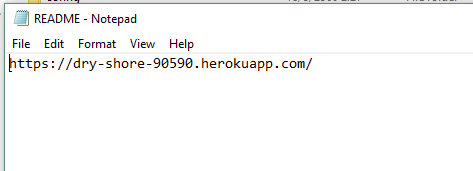 README - Notepad
File Edit Format View Help
https://dry-shore-90590.herokuapp.com/